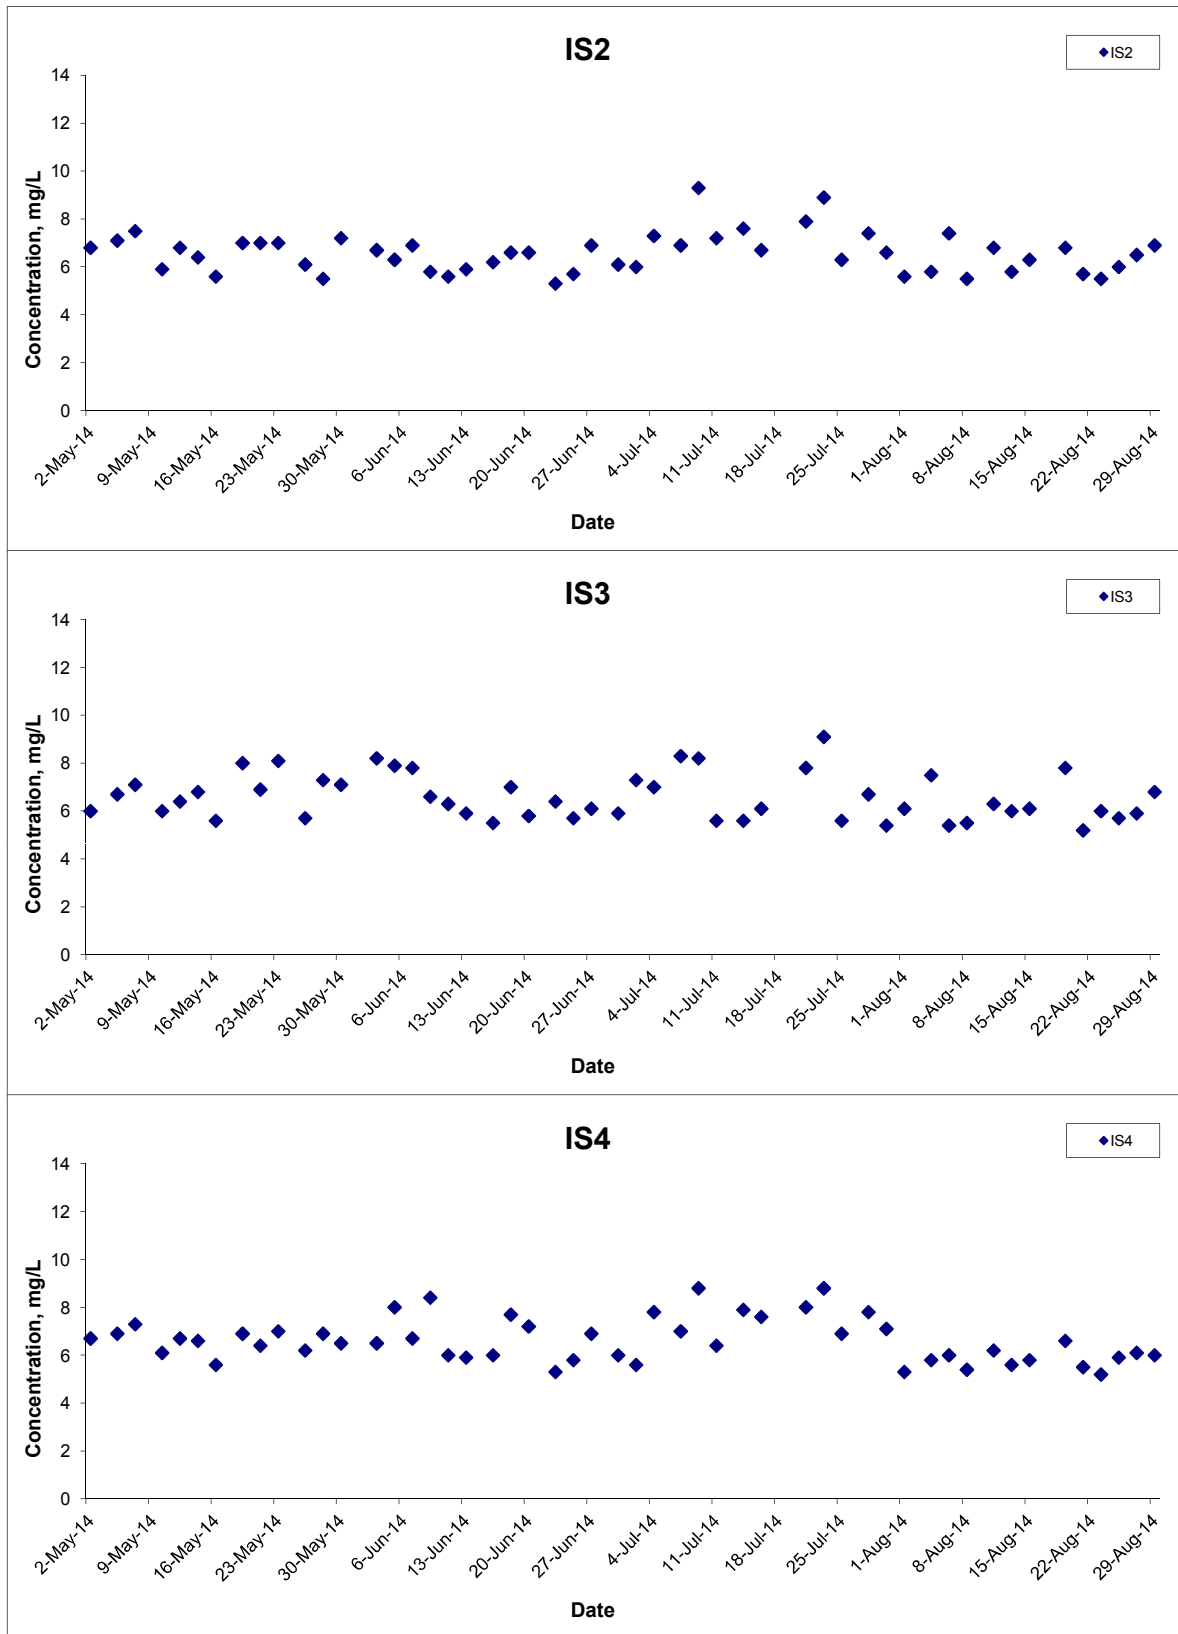 IS2
IS2
14
12
10
8
6
4
2
0
Concentration, mg/L
2-May-14
9-May-14
16-May-14
23-May-14
30-May-14
6-Jun-14
13-Jun-14
20-Jun-14
27-Jun-14
4-Jul-14
11-Jul-14
18-Jul-14
25-Jul-14
1-Aug-14
8-Aug-14
15-Aug-14
22-Aug-14
29-Aug-14
Date
IS3
IS3
14
12
10
8
6
4
2
0
Concentration, mg/L
2-May-14
9-May-14
16-May-14
23-May-14
30-May-14
6-Jun-14
13-Jun-14
20-Jun-14
27-Jun-14
4-Jul-14
11-Jul-14
18-Jul-14
25-Jul-14
1-Aug-14
8-Aug-14
15-Aug-14
22-Aug-14
29-Aug-14
Date
IS4
IS4
14
12
10
8
6
4
2
0
Concentration, mg/L
2-May-14
9-May-14
16-May-14
23-May-14
30-May-14
6-Jun-14
13-Jun-14
20-Jun-14
27-Jun-14
4-Jul-14
11-Jul-14
18-Jul-14
25-Jul-14
1-Aug-14
8-Aug-14
15-Aug-14
22-Aug-14
29-Aug-14
Date